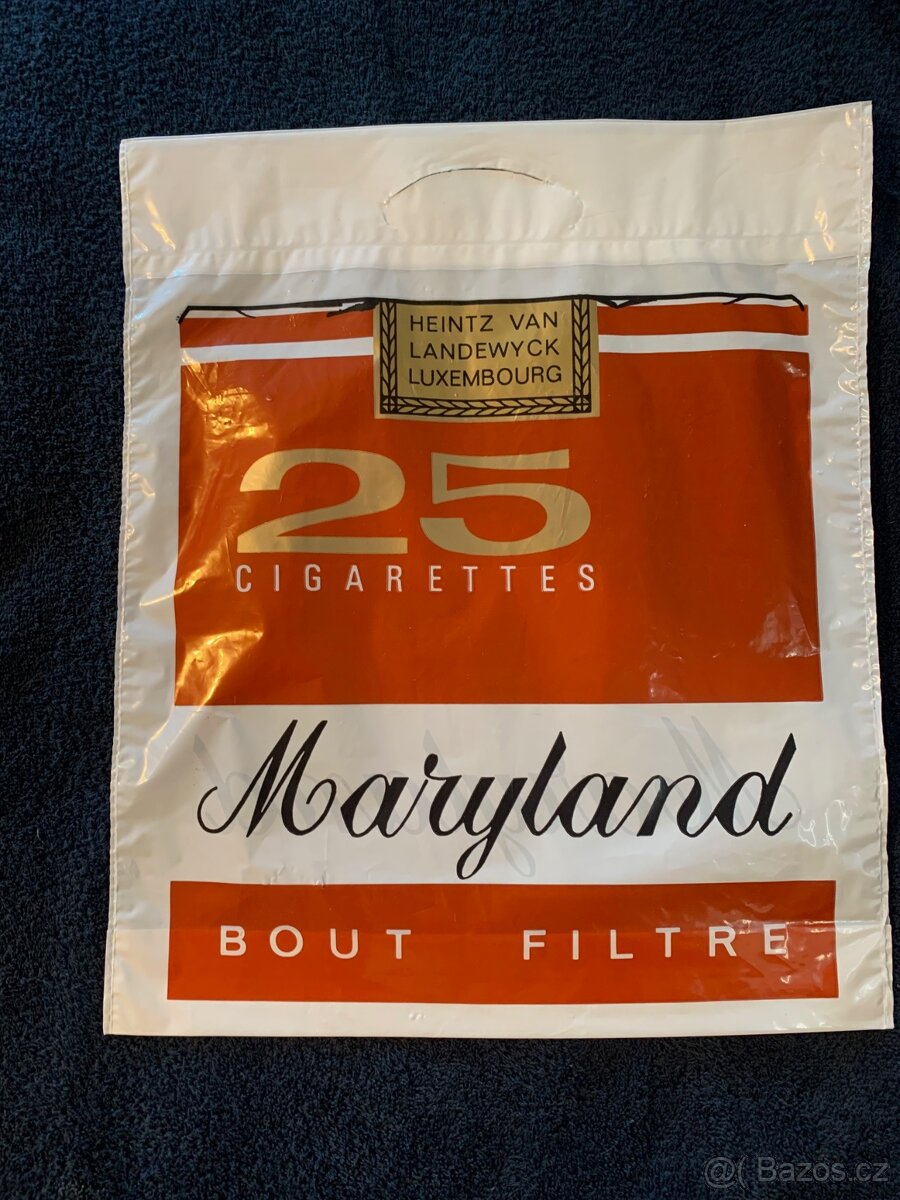 HEINTZ VAN
LANDEWYCK
LUXEMBOURG
25
CIGARETTES
Maryland
BOUT FILTRE
@( Bazos.cz